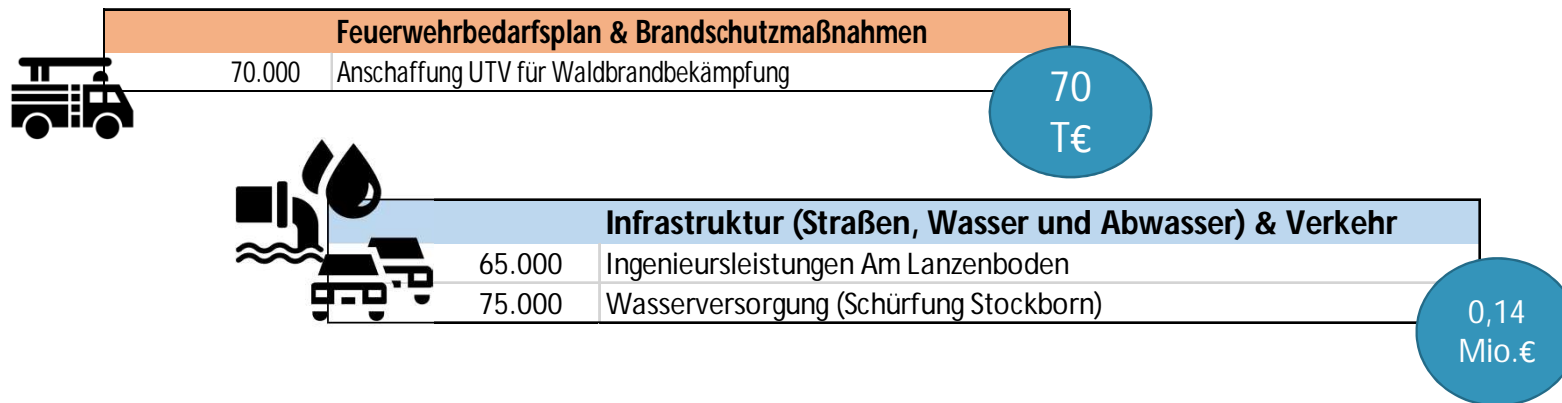 Feuerwehrbedarfsplan & Brandschutzmaßnahmen
70.000 Anschaffung UTV für Waldbrandbekämpfung
70
T€
Infrastruktur (Straßen, Wasser und Abwasser) & Verkehr
65.000 Ingenieursleistungen Am Lanzenboden
75.000 Wasserversorgung (Schürfung Stockborn)
0,14
Mio.€